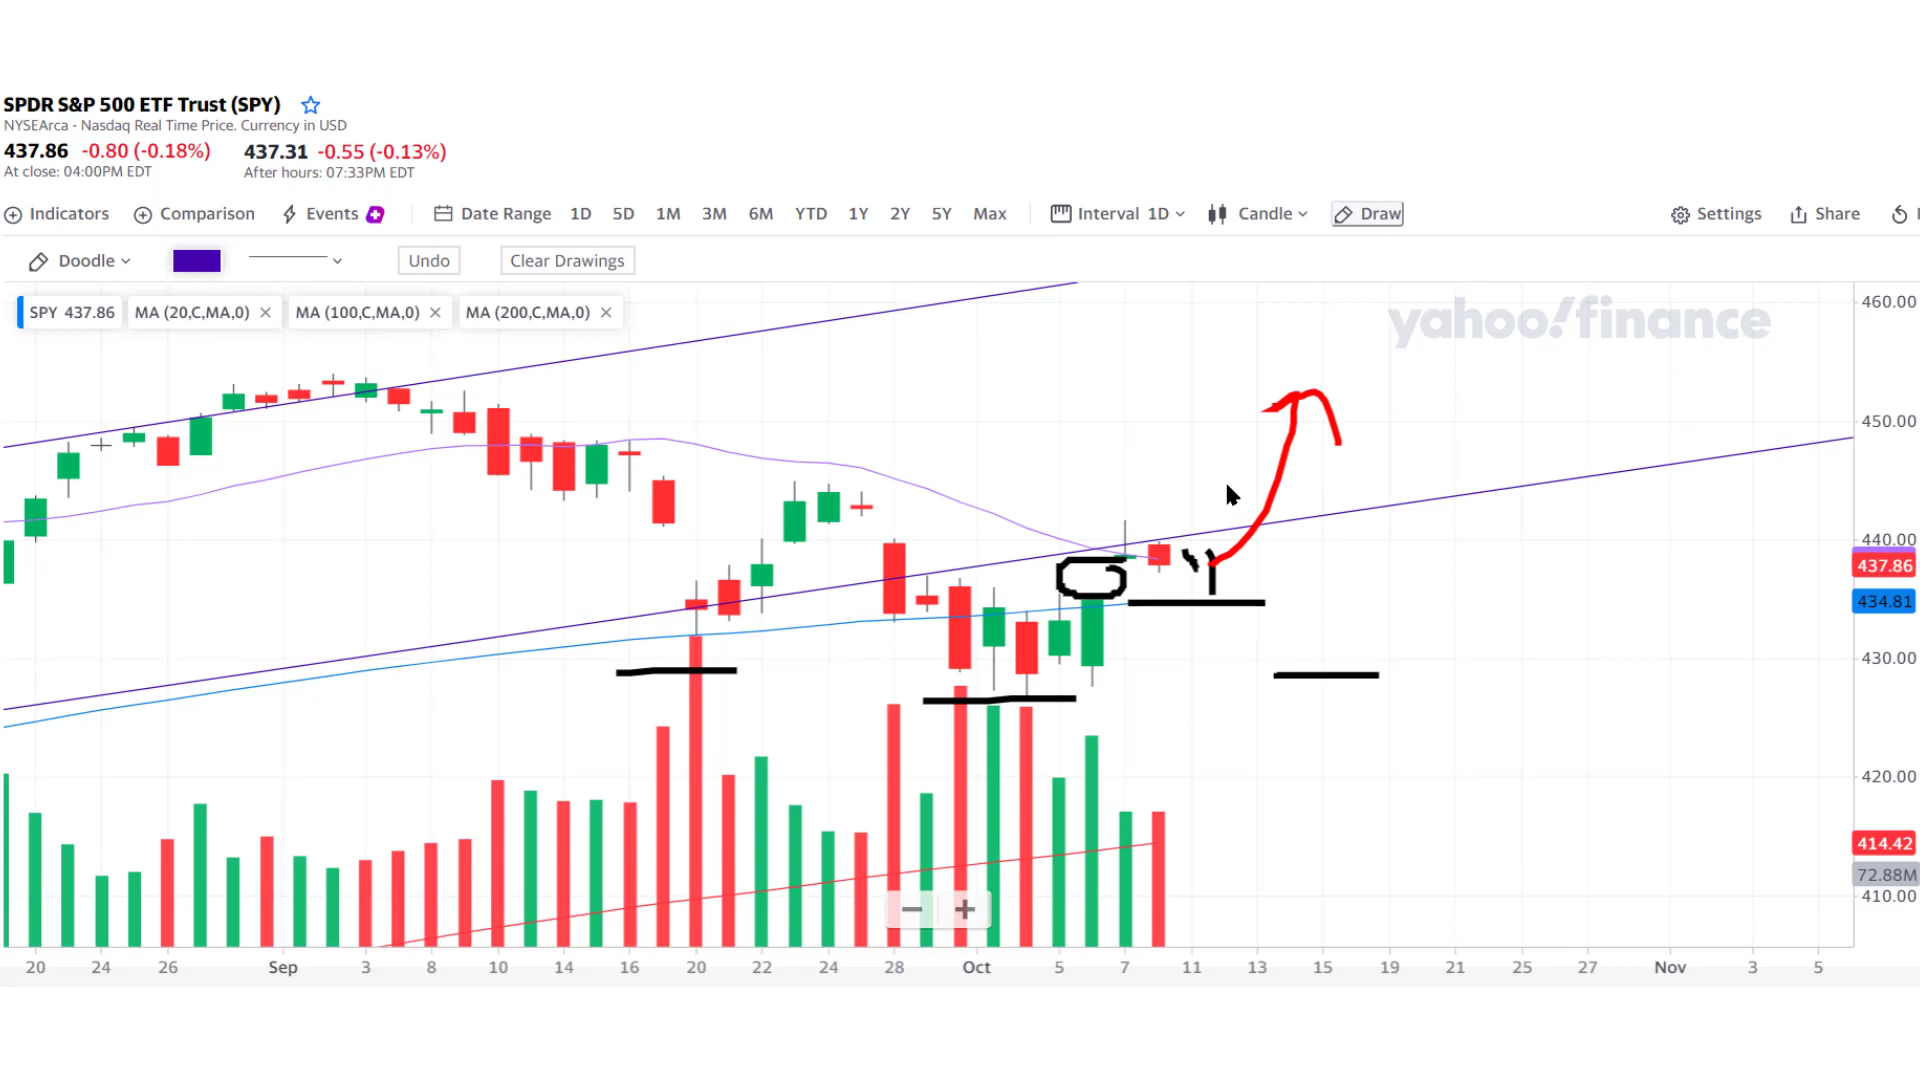 SPDR S&P 500 ETF Trust (SPY)
NYSEArca - Nasdaq Real Time Price. Currency in USD
437.86 -0.80 (-0.18%) 437.31 -0.55 (-0.13%)
At close: 04:00PM EDT After hours: 07:33PM EDT
Indicators Comparison Events Date Range 1D 5D 1M 3M 6M YTD 1Y 2Y 5Y Max Interval 1D Candle Draw Settings Share
Doodle Undo Clear Drawings
SPY 437.86 MA (20,C,MA,0) MA (100,C,MA,0) MA (200,C,MA,0)
yahoo!finance
460.00
450.00
440.00
437.86
434.81
430.00
420.00
414.42
72.88M
410.00
20 24 26 Sep 3 8 10 14 16 20 22 24 28 Oct 5 7 11 13 15 19 21 25 27 Nov 3 5